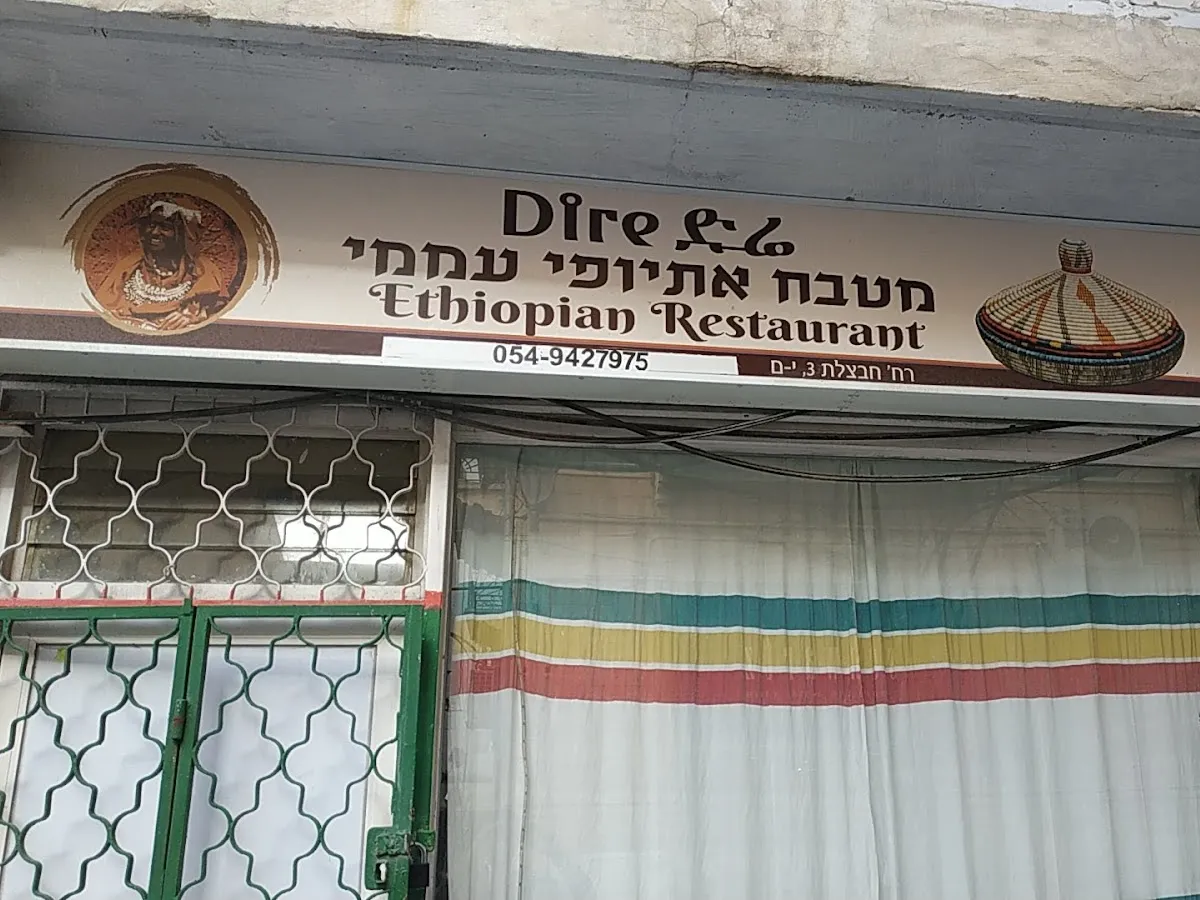 Dire ድሬ
מטבח אתיופי עממי
Ethiopian Restaurant
054-9427975
רח' חבצלת 3, י-ם